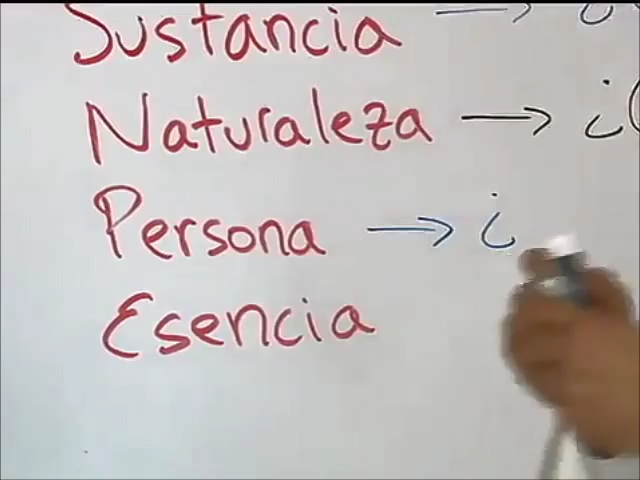 Sustancia →
Naturaleza → ¿
Persona → ¿
Esencia